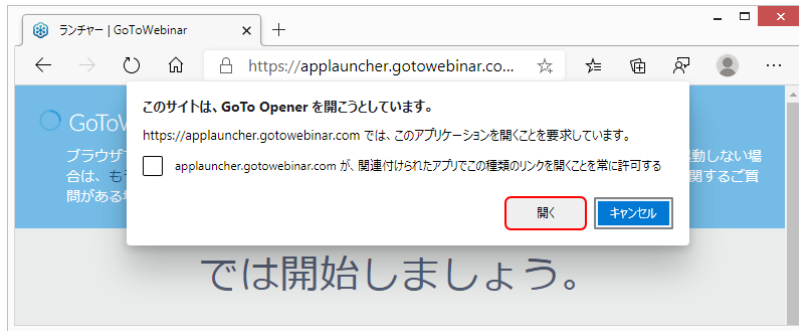 ランチャー | GoToWebinar
https://applauncher.gotowebinar.co...
このサイトは、GoTo Opener を開こうとしています。
https://applauncher.gotowebinar.com では、このアプリケーションを開くことを要求しています。
applauncher.gotowebinar.com が、関連付けられたアプリでこの種類のリンクを開くことを常に許可する
開く キャンセル
GoTo
ブラウザ 動しない場
合は、も 関するご質
問がある
では開始しましょう。